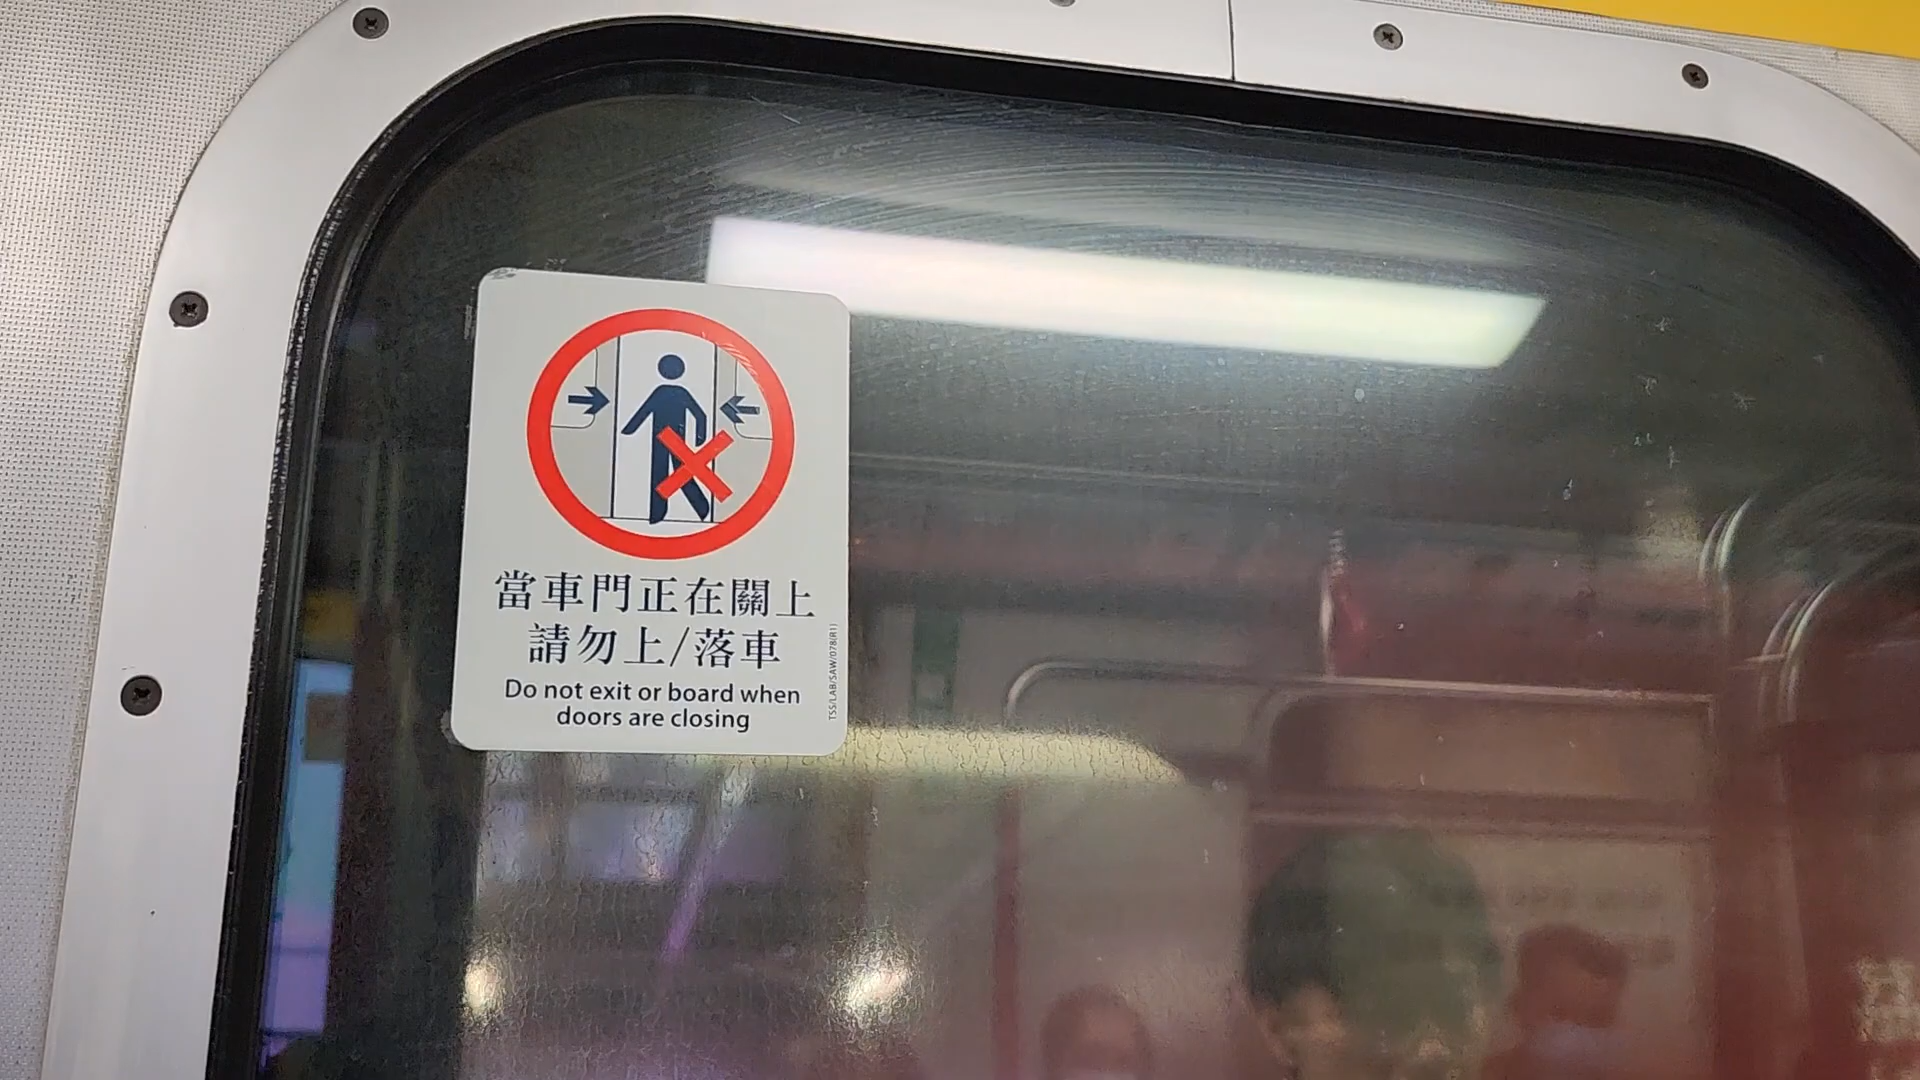 當車門正在關上
請勿上/落車
Do not exit or board when
doors are closing
TSS/LAB/SAW/078(R1)